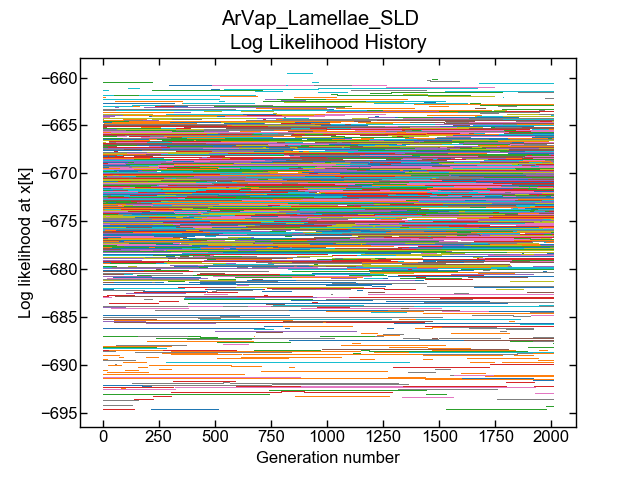 ArVap_Lamellae_SLD
Log Likelihood History
Log likelihood at x[k]
−660
−665
−670
−675
−680
−685
−690
−695
0 250 500 750 1000 1250 1500 1750 2000
Generation number